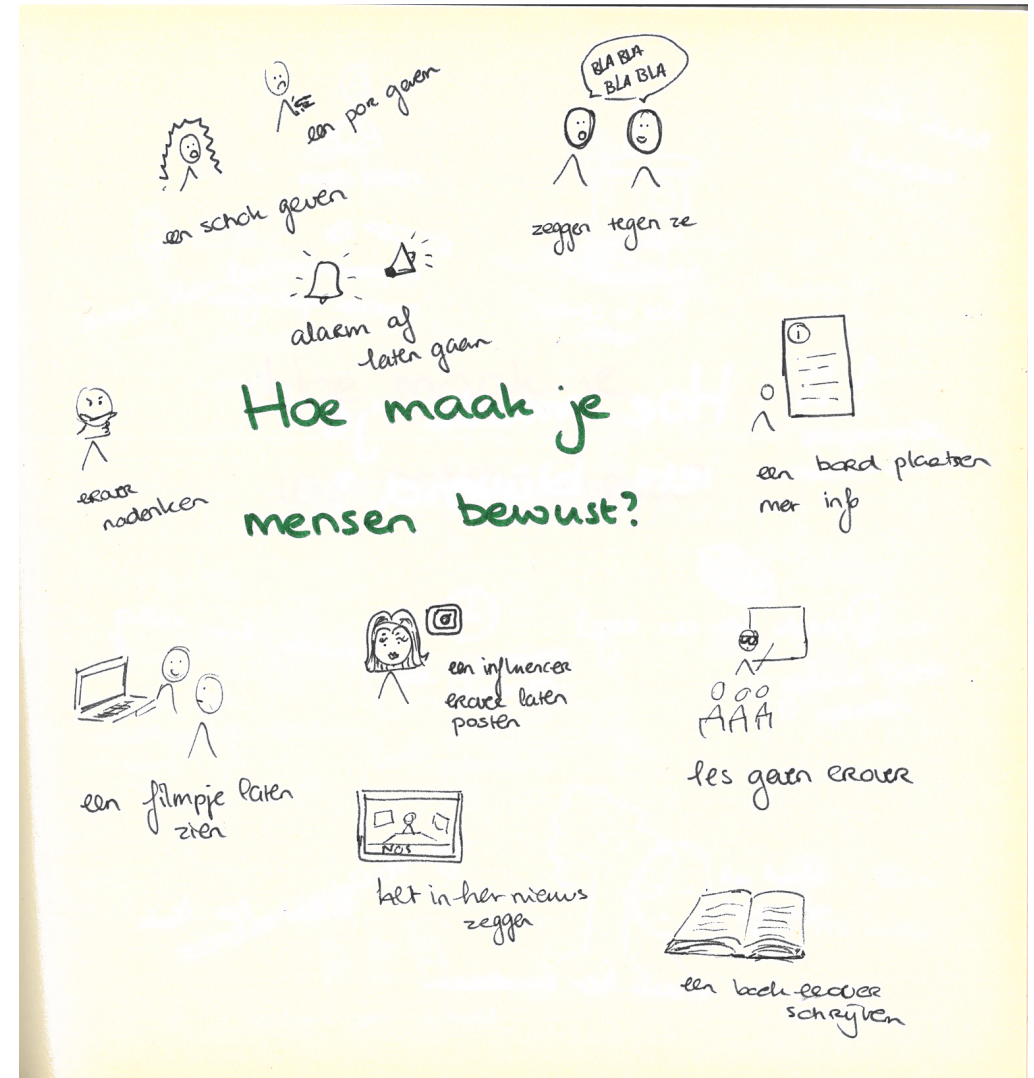 een por geven
BLA BLA
BLA BLA
een schok geven
zeggen tegen ze
alarm af
laten gaan
i
Hoe maak je
mensen bewust?
erover
nadenken
een bord plaatsen
met info
een influencer
erover laten
posten
een filmpje laten
zien
les geven erover
NOS
het in het nieuws
zeggen
een boek erover
schrijven